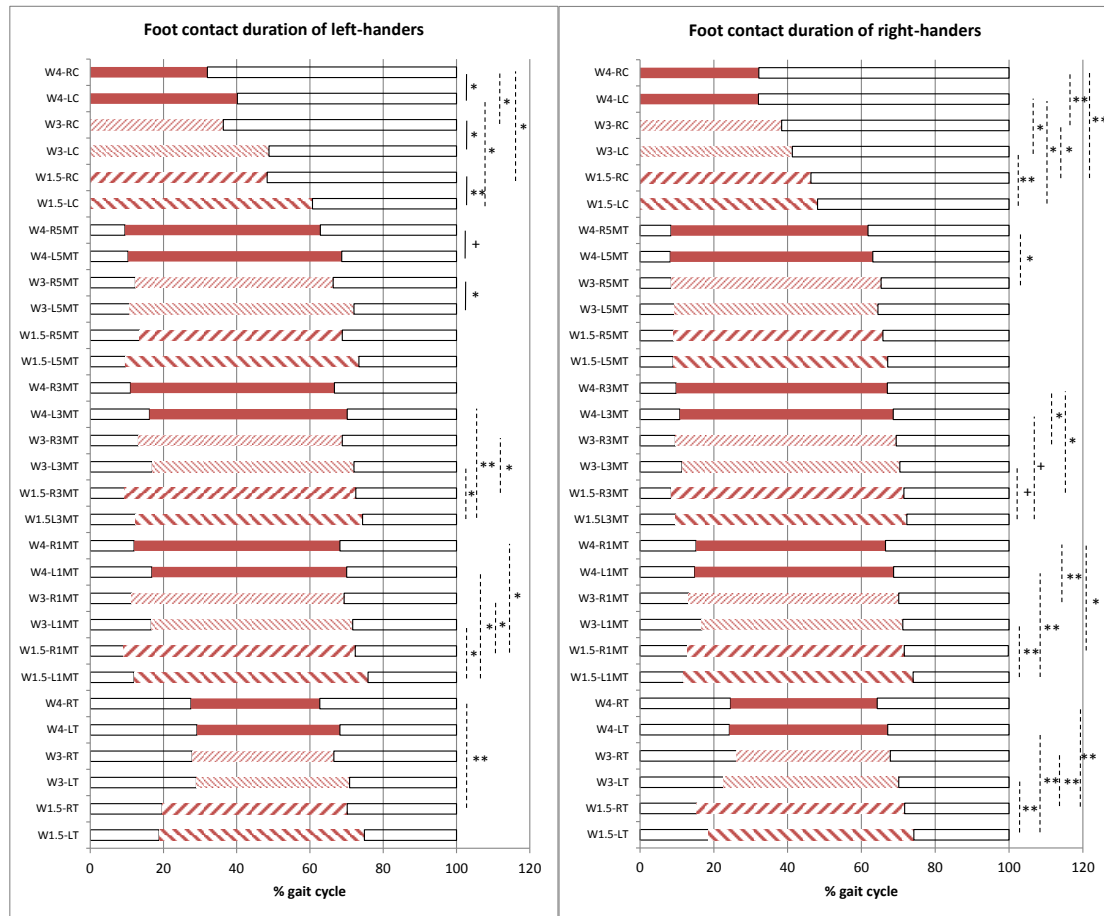 Foot contact duration of left-handers
W4-RC
W4-LC
W3-RC
W3-LC
W1.5-RC
W1.5-LC
W4-R5MT
W4-L5MT
W3-R5MT
W3-L5MT
W1.5-R5MT
W1.5-L5MT
W4-R3MT
W4-L3MT
W3-R3MT
W3-L3MT
W1.5-R3MT
W1.5L3MT
W4-R1MT
W4-L1MT
W3-R1MT
W3-L1MT
W1.5-R1MT
W1.5-L1MT
W4-RT
W4-LT
W3-RT
W3-LT
W1.5-RT
W1.5-LT
*
*
*
*
*
**
+
*
**
*
*
*
*
*
*
**
0 20 40 60 80 100 120
% gait cycle
Foot contact duration of right-handers
W4-RC
W4-LC
W3-RC
W3-LC
W1.5-RC
W1.5-LC
W4-R5MT
W4-L5MT
W3-R5MT
W3-L5MT
W1.5-R5MT
W1.5-L5MT
W4-R3MT
W4-L3MT
W3-R3MT
W3-L3MT
W1.5-R3MT
W1.5L3MT
W4-R1MT
W4-L1MT
W3-R1MT
W3-L1MT
W1.5-R1MT
W1.5-L1MT
W4-RT
W4-LT
W3-RT
W3-LT
W1.5-RT
W1.5-LT
**
**
*
*
*
**
*
*
*
+
+
**
*
**
**
**
**
**
**
0 20 40 60 80 100 120
% gait cycle